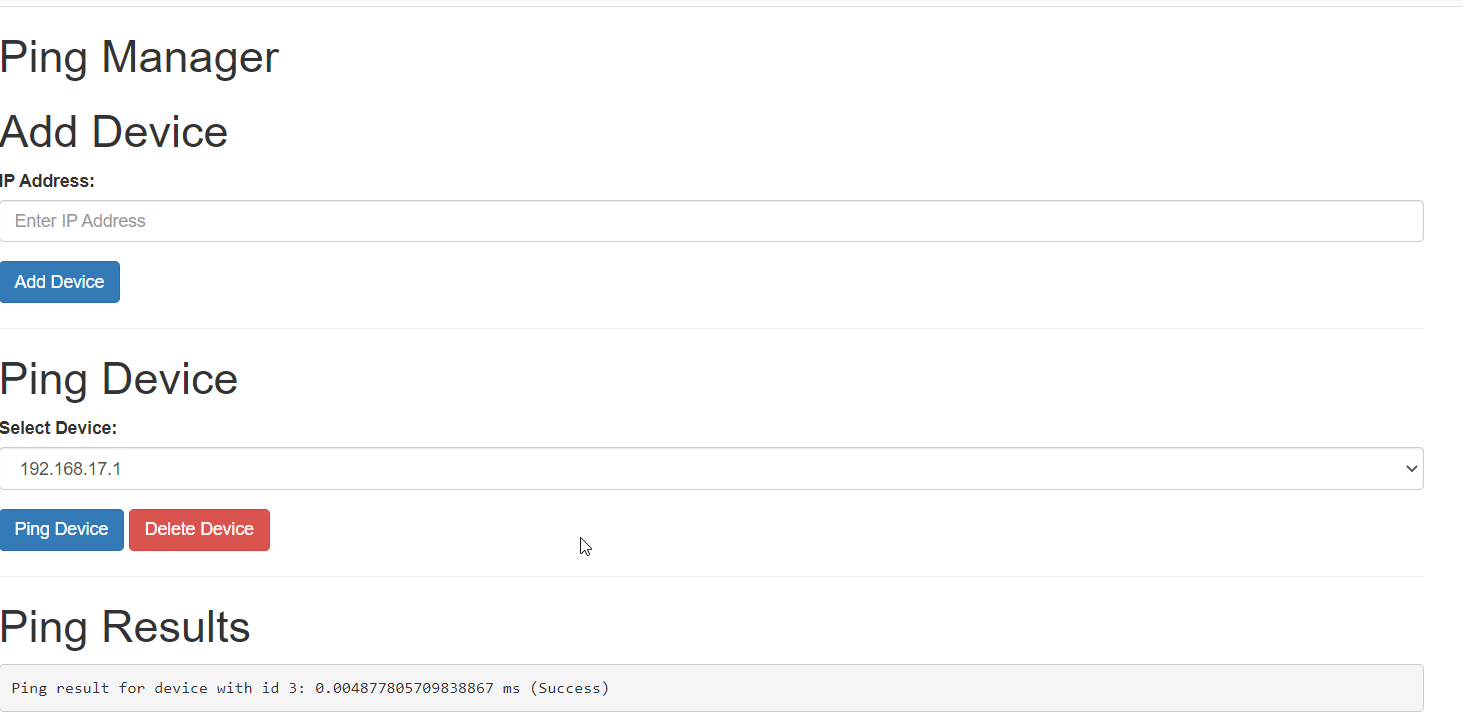 Ping Manager
Add Device
IP Address:
Enter IP Address
Add Device
Ping Device
Select Device:
192.168.17.1
Ping Device Delete Device
Ping Results
Ping result for device with id 3: 0.004877805709838867 ms (Success)